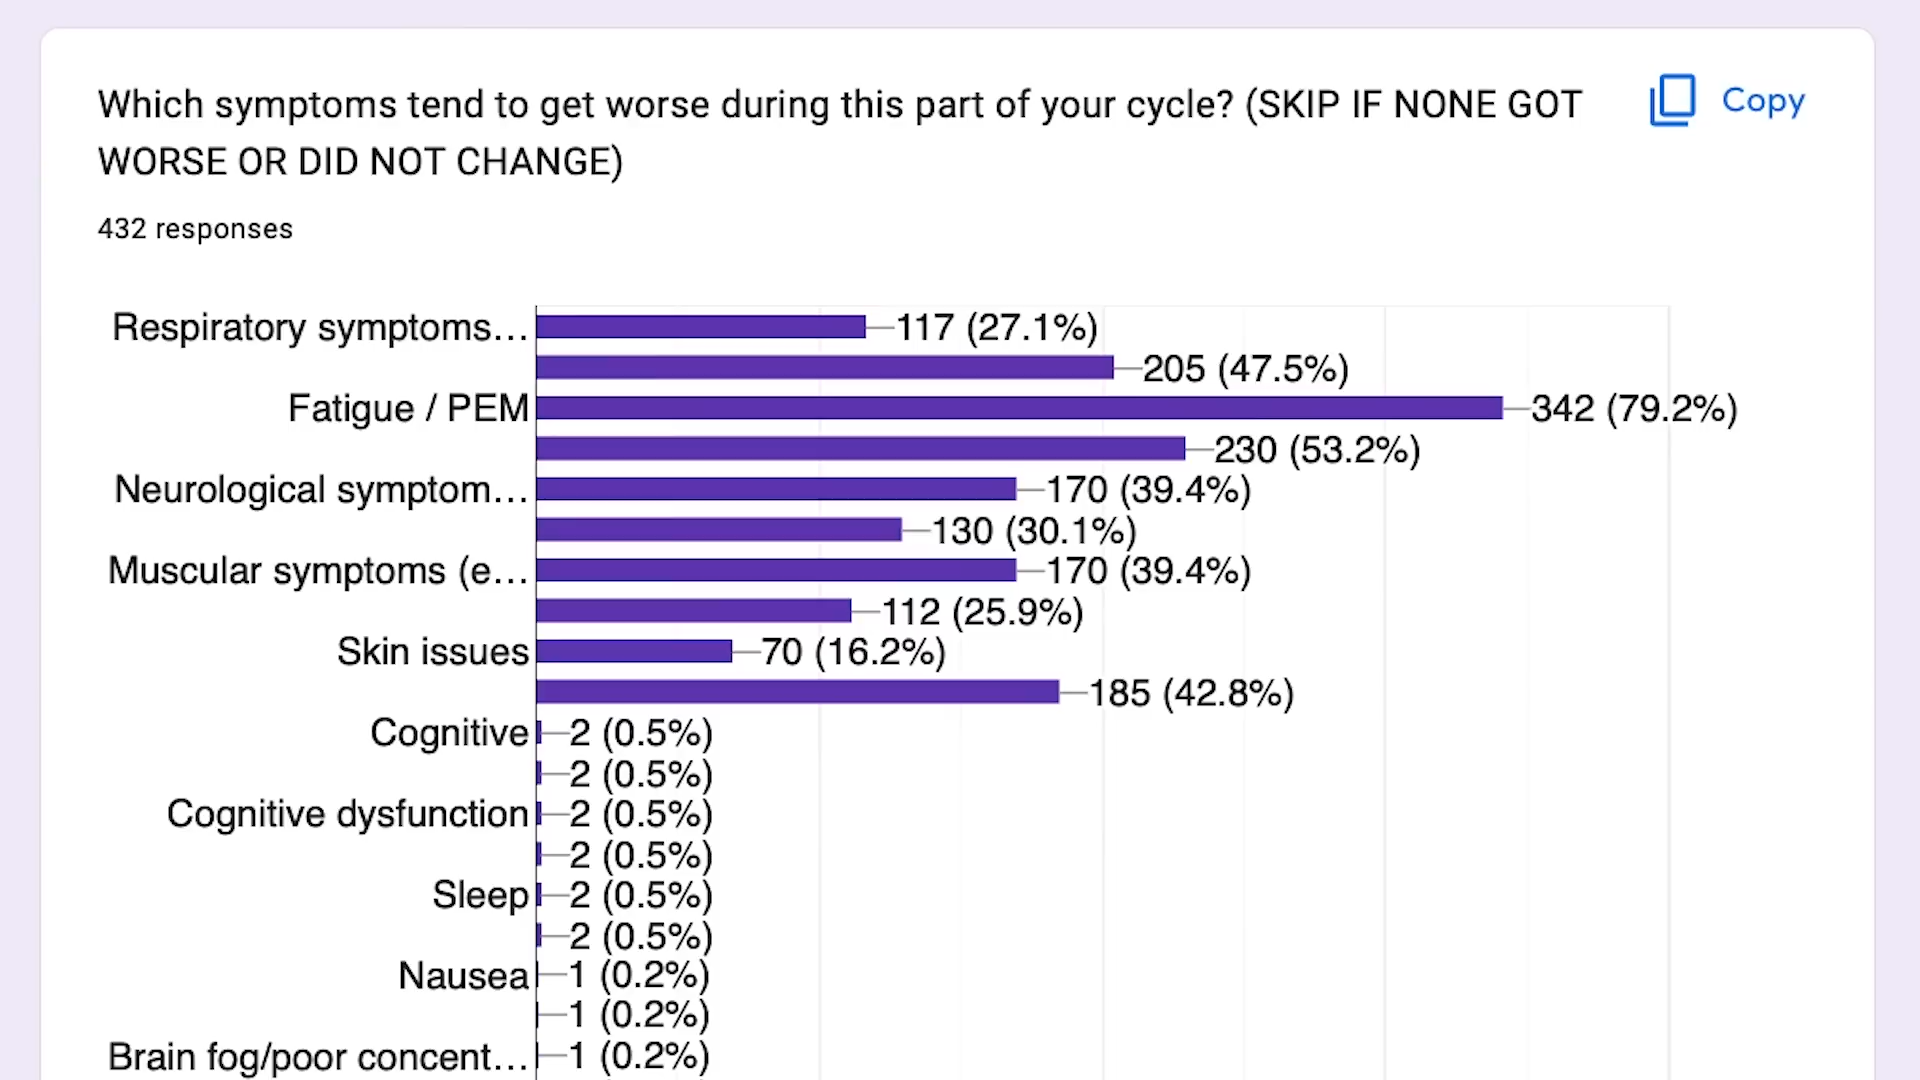 Which symptoms tend to get worse during this part of your cycle? (SKIP IF NONE GOT
WORSE OR DID NOT CHANGE)
Copy
432 responses
Respiratory symptoms... 117 (27.1%)
205 (47.5%)
Fatigue / PEM 342 (79.2%)
230 (53.2%)
Neurological symptom... 170 (39.4%)
130 (30.1%)
Muscular symptoms (e... 170 (39.4%)
112 (25.9%)
Skin issues 70 (16.2%)
185 (42.8%)
Cognitive 2 (0.5%)
2 (0.5%)
Cognitive dysfunction 2 (0.5%)
2 (0.5%)
Sleep 2 (0.5%)
2 (0.5%)
Nausea 1 (0.2%)
1 (0.2%)
Brain fog/poor concent... 1 (0.2%)